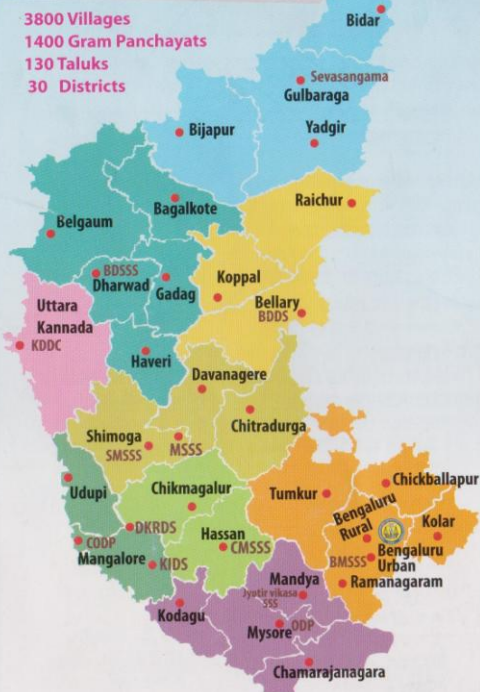 3800 Villages
1400 Gram Panchayats
130 Taluks
30 Districts
Bidar
Sevasangama
Gulbaraga
Yadgir
Bijapur
Raichur
Bagalkote
Belgaum
BDSSS
Dharwad
Gadag
Koppal
Bellary
BDDS
Uttara
Kannada
KDDC
Haveri
Davanagere
Chitradurga
Shimoga
SMSSS
MSSS
Udupi
Chikmagalur
Tumkur
Chickballapur
Bengaluru
Rural
Kolar
DKRDS
Hassan
CMSSS
CODP
Mangalore
KIDS
BMSSS
Bengaluru
Urban
Ramanagaram
Mandya
Jyotir vikasa
SSS
Kodagu
Mysore
ODP
Chamarajanagara